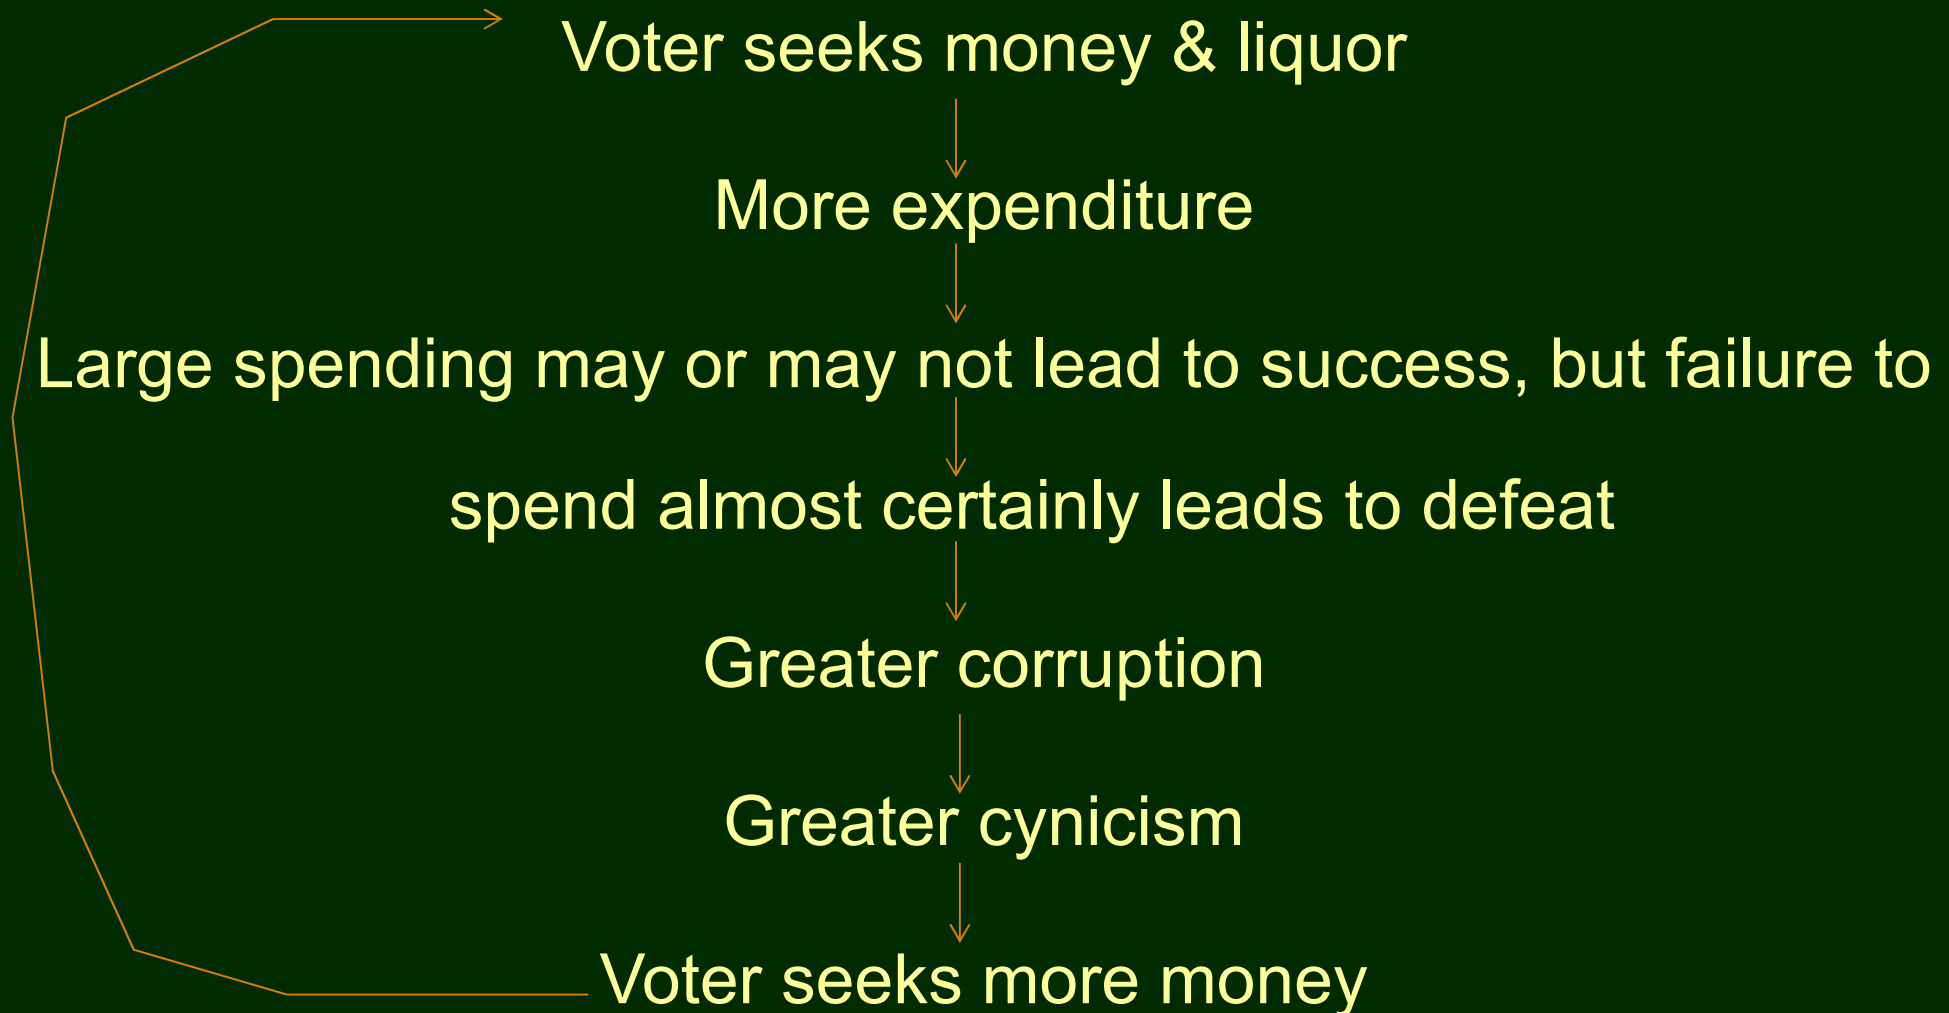 Voter seeks money & liquor
More expenditure
Large spending may or may not lead to success, but failure to
spend almost certainly leads to defeat
Greater corruption
Greater cynicism
Voter seeks more money